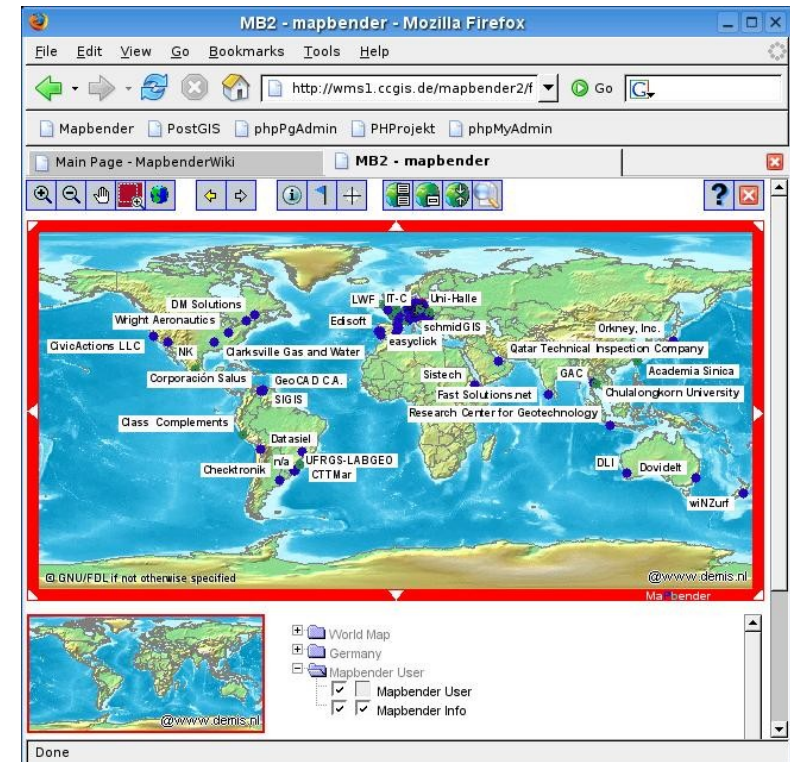 MB2 - mapbender - Mozilla Firefox
File Edit View Go Bookmarks Tools Help
http://wms1.ccgis.de/mapbender2/f Go G
Mapbender PostGIS phpPgAdmin PHProjekt phpMyAdmin
Main Page - MapbenderWiki MB2 - mapbender
?
DM Solutions
LWF IT-C Uni-Halle
Wright Aeronautics
Edisoft
schmidGIS
Orkney, Inc.
CivicActions LLC
NK
Clarksville Gas and Water
easyclick
Qatar Technical Inspection Company
Corporación Salus
GeoCAD C.A.
Sistech
GAC
Academia Sinica
SIGIS
Fast Solutions.net
Chulalongkorn University
Class Complements
Research Center for Geotechnology
Datasiel
n/a
UFRGS-LABGEO
Checktronik
CTTMar
DLI
Dovidelt
wiNZurf
@ GNU/FDL if not otherwise specified
@www.demis.nl
MaPbender
World Map
Germany
Mapbender User
Mapbender User
Mapbender Info
@www.demis.nl
Done